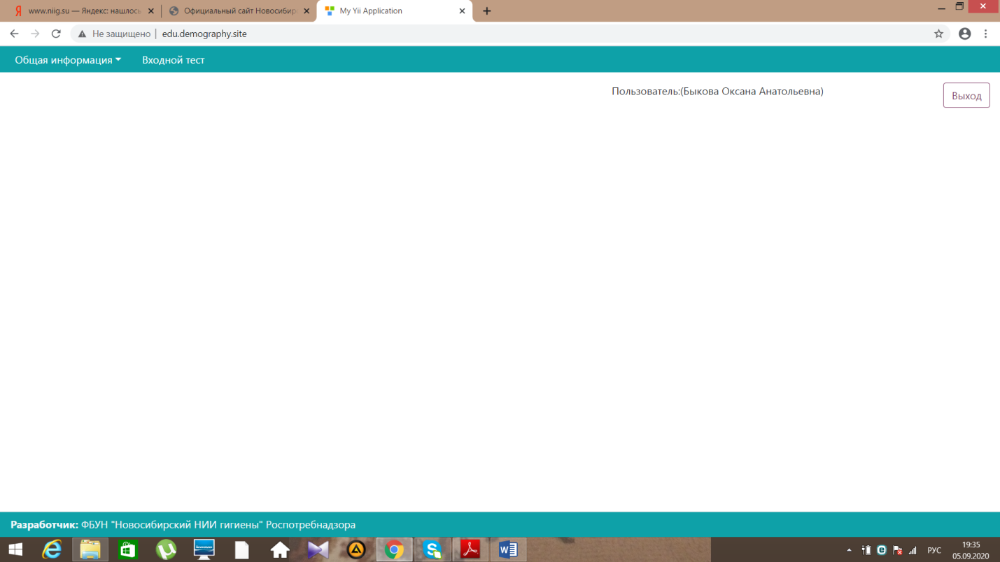 www.niig.su — Яндекс: нашлось
Официальный сайт Новосибир
My Yii Application
Не защищено
edu.demography.site
Общая информация
Входной тест
Пользователь:(Быкова Оксана Анатольевна)
Выход
Разработчик: ФБУН "Новосибирский НИИ гигиены" Роспотребнадзора
РУС
19:35
05.09.2020